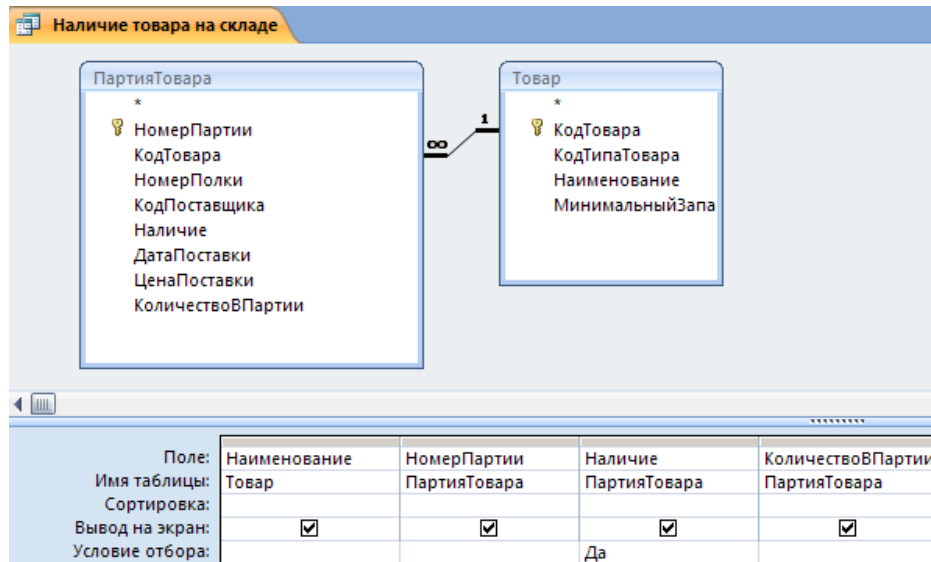 Наличие товара на складе
ПартияТовара
*
НомерПартии
КодТовара
НомерПолки
КодПоставщика
Наличие
ДатаПоставки
ЦенаПоставки
КоличествоВПартии
∞ 1
Товар
*
КодТовара
КодТипаТовара
Наименование
МинимальныйЗапа
Поле: Наименование НомерПартии Наличие КоличествоВПартии
Имя таблицы: Товар ПартияТовара ПартияТовара ПартияТовара
Сортировка:
Вывод на экран:
Условие отбора: Да